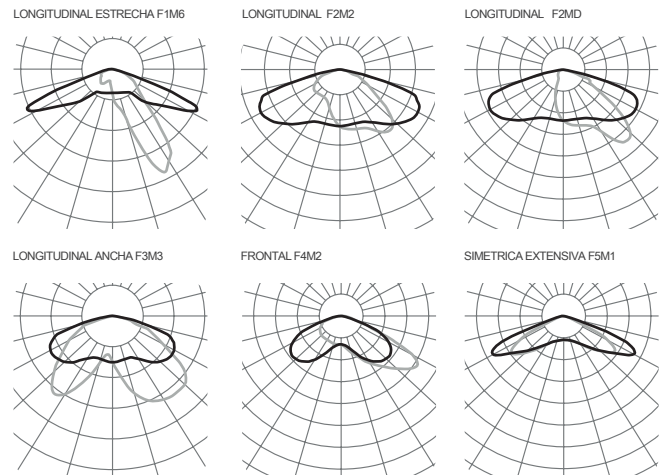 LONGITUDINAL ESTRECHA F1M6
LONGITUDINAL F2M2
LONGITUDINAL F2MD
LONGITUDINAL ANCHA F3M3
FRONTAL F4M2
SIMETRICA EXTENSIVA F5M1